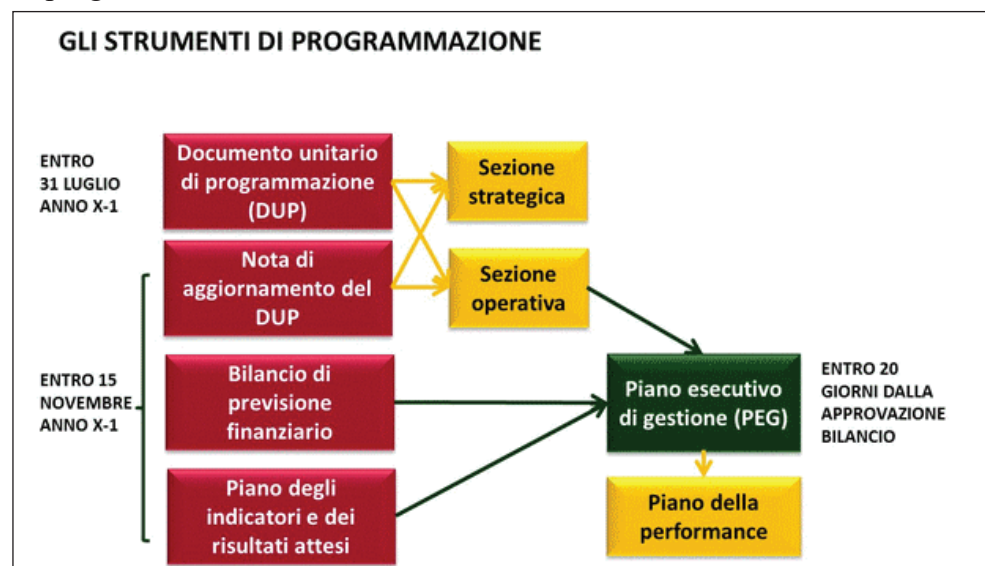 GLI STRUMENTI DI PROGRAMMAZIONE
ENTRO
31 LUGLIO
ANNO X-1
Documento unitario
di programmazione
(DUP)
Sezione
strategica
Nota di
aggiornamento del
DUP
Sezione
operativa
ENTRO 15
NOVEMBRE
ANNO X-1
Bilancio di
previsione
finanziario
Piano esecutivo
di gestione (PEG)
ENTRO 20
GIORNI DALLA
APPROVAZIONE
BILANCIO
Piano degli
indicatori e dei
risultati attesi
Piano della
performance